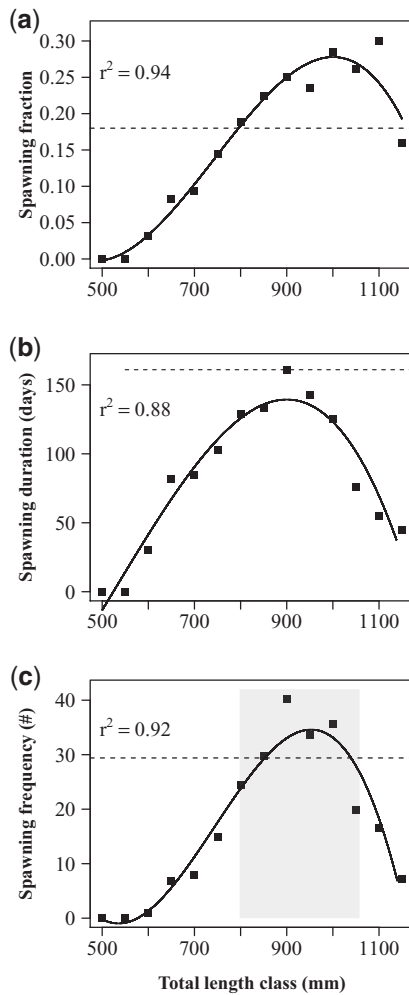 (a)
Spawning fraction
r² = 0.94
0.30
0.25
0.20
0.15
0.10
0.05
0.00
500 700 900 1100
(b)
Spawning duration (days)
r² = 0.88
150
100
50
0
500 700 900 1100
(c)
Spawning frequency (#)
r² = 0.92
40
30
20
10
0
500 700 900 1100
Total length class (mm)